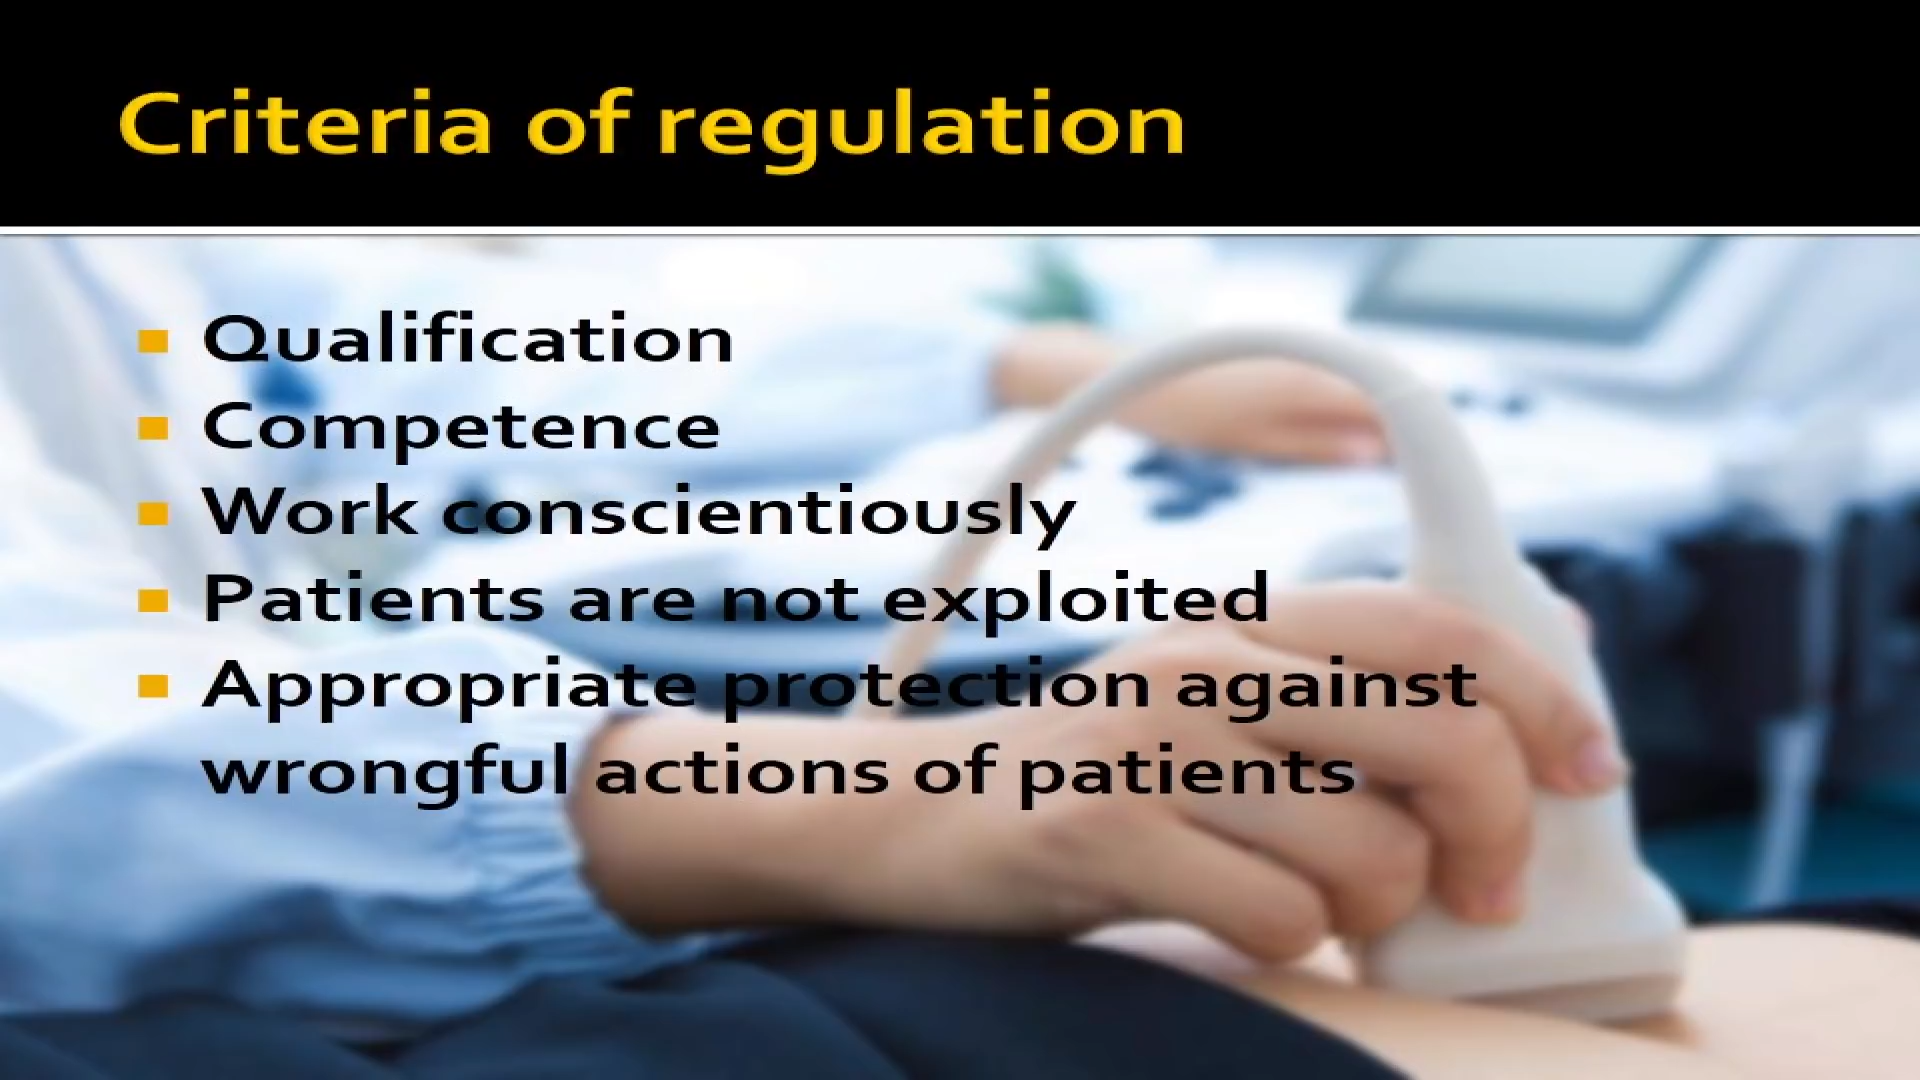 Criteria of regulation
Qualification
Competence
Work conscientiously
Patients are not exploited
Appropriate protection against
wrongful actions of patients